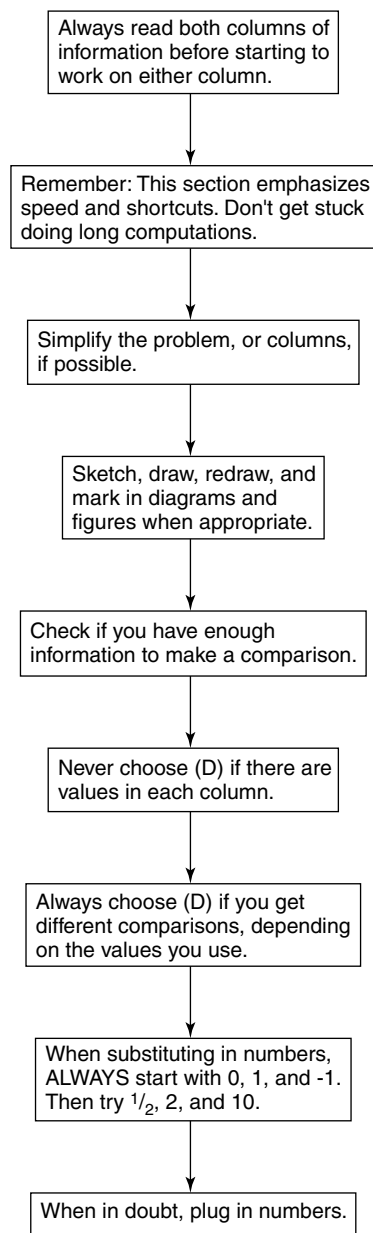 Always read both columns of
information before starting to
work on either column.
Remember: This section emphasizes
speed and shortcuts. Don't get stuck
doing long computations.
Simplify the problem, or columns,
if possible.
Sketch, draw, redraw, and
mark in diagrams and
figures when appropriate.
Check if you have enough
information to make a comparison.
Never choose (D) if there are
values in each column.
Always choose (D) if you get
different comparisons, depending
on the values you use.
When substituting in numbers,
ALWAYS start with 0, 1, and -1.
Then try 1/2, 2, and 10.
When in doubt, plug in numbers.